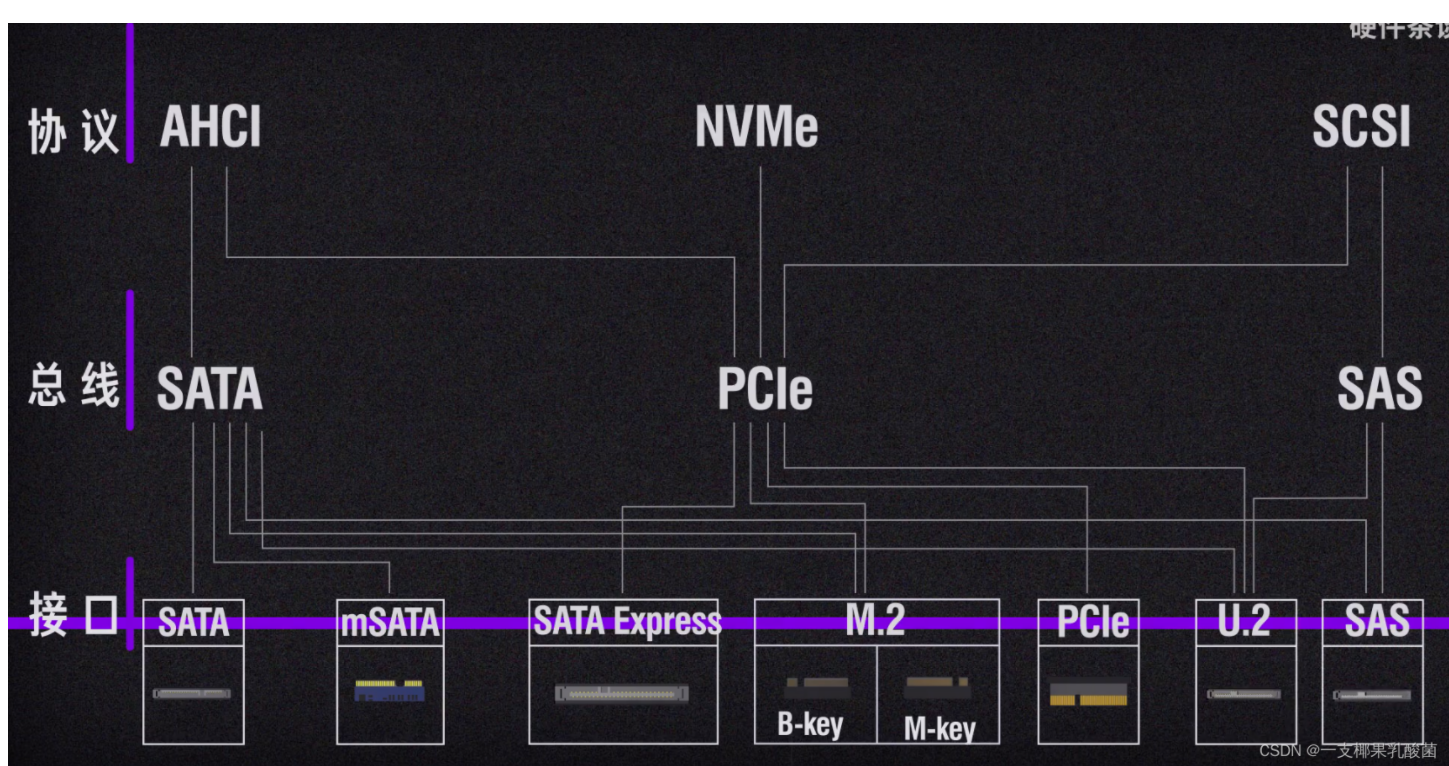 硬件茶谈
协议 AHCI NVMe SCSI
总线 SATA PCIe SAS
接口 SATA mSATA SATA Express M.2 PCIe U.2 SAS
B-key M-key
CSDN @一支椰果乳酸菌